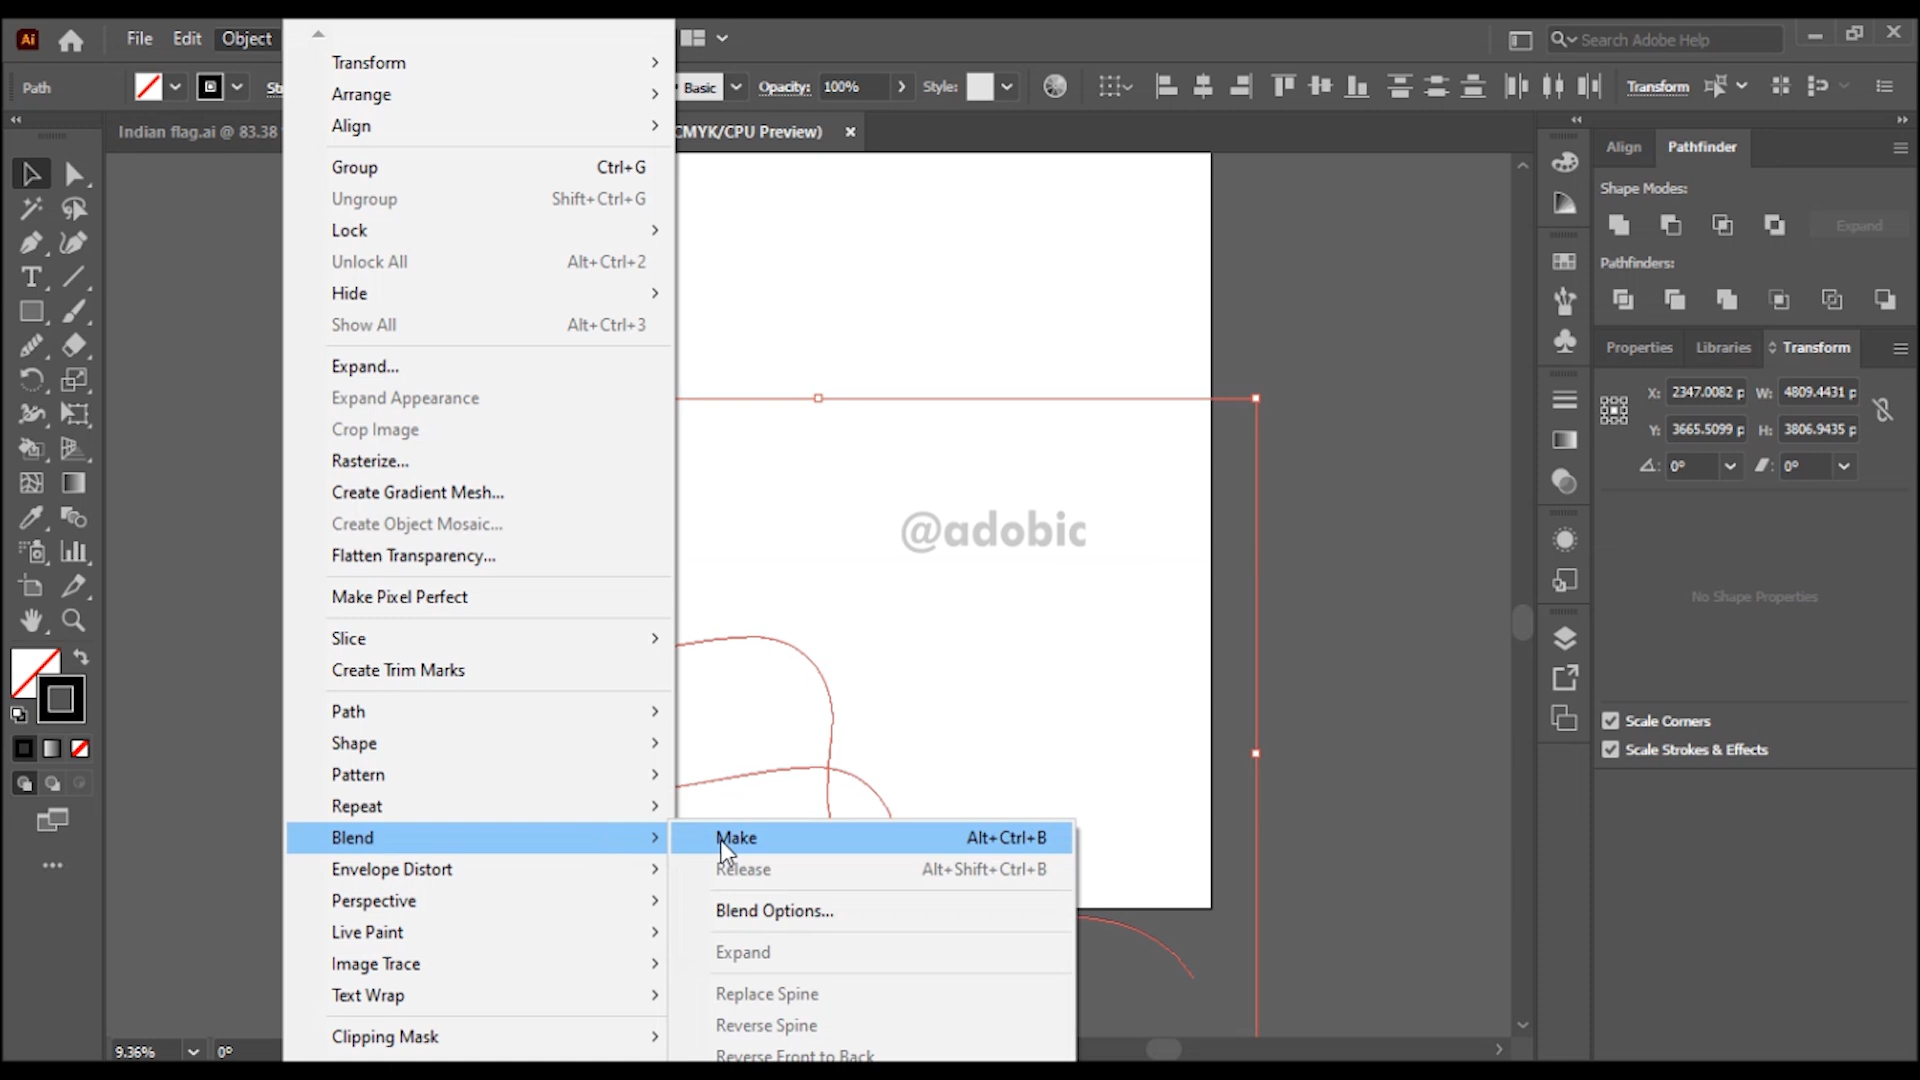 Ai
File
Edit
Object
Search Adobe Help
Path
Basic
Opacity:
100%
Style:
Transform
Indian flag.ai @ 83.38
CMYK/CPU Preview)
Transform
Arrange
Align
Group Ctrl+G
Ungroup Shift+Ctrl+G
Lock
Unlock All Alt+Ctrl+2
Hide
Show All Alt+Ctrl+3
Expand...
Expand Appearance
Crop Image
Rasterize...
Create Gradient Mesh...
Create Object Mosaic...
Flatten Transparency...
Make Pixel Perfect
Slice
Create Trim Marks
Path
Shape
Pattern
Repeat
Blend
Envelope Distort
Perspective
Live Paint
Image Trace
Text Wrap
Clipping Mask
Make Alt+Ctrl+B
Release Alt+Shift+Ctrl+B
Blend Options...
Expand
Replace Spine
Reverse Spine
Reverse Front to Back
@adobic
Align
Pathfinder
Shape Modes:
Expand
Pathfinders:
Properties
Libraries
Transform
X: 2347.0082 p W: 4809.4431 p
Y: 3665.5099 p H: 3806.9435 p
0° 0°
No Shape Properties
Scale Corners
Scale Strokes & Effects
9.36%
0°